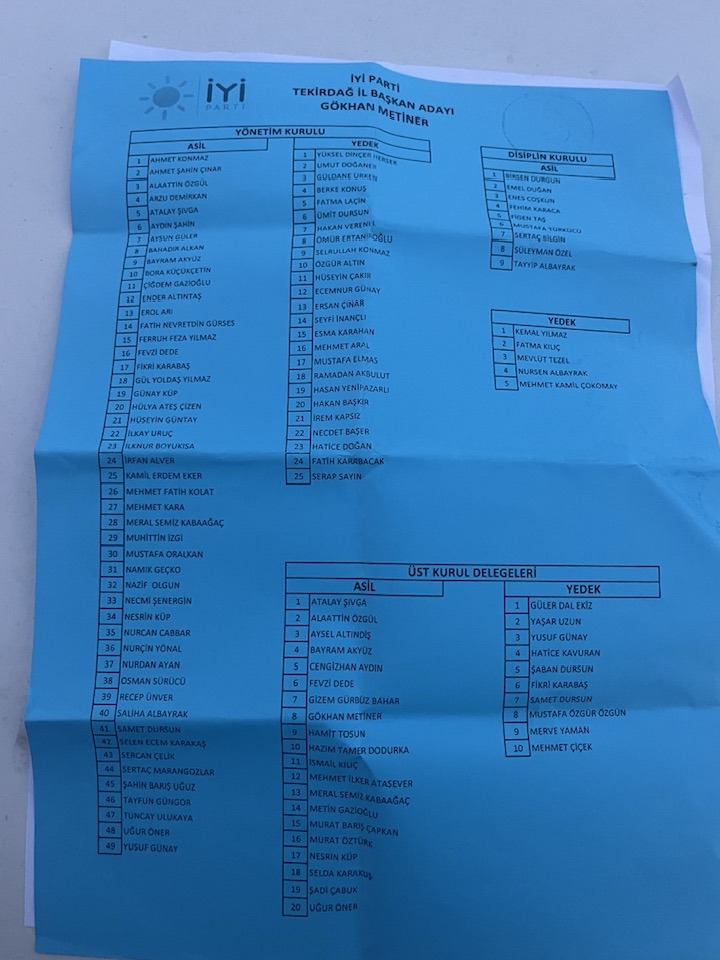 İYİ
PARTİ
İYİ PARTİ
TEKİRDAĞ İL BAŞKAN ADAYI
GÖKHAN METİNER
YÖNETİM KURULU
ASİL
1 AHMET KONMAZ
2 AHMET ŞAHİN ÇINAR
3 ALAATTİN ÖZGÜL
4 ARZU DEMİRKAN
5 ATALAY ŞIVGA
6 AYDIN ŞAHİN
7 AYSUN GÜLER
8 BAHADIR ALKAN
9 BAYRAM AKYÜZ
10 BORA KÜÇÜKÇETİN
11 ÇİĞDEM GAZİOĞLU
12 ENDER ALTINTAŞ
13 EROL ARI
14 FATİH NEVRETDİN GÜRSES
15 FERRUH FEZA YILMAZ
16 FEVZİ DEDE
17 FİKRİ KARABAŞ
18 GÜL YOLDAŞ YILMAZ
19 GÜNAY KÜP
20 HÜLYA ATEŞ ÇİZEN
21 HÜSEYİN GÜNTAY
22 İLKAY URUÇ
23 İLKNUR BOYUKISA
24 İRFAN ALVER
25 KAMİL ERDEM EKER
26 MEHMET FATİH KOLAT
27 MEHMET KARA
28 MERAL SEMİZ KABAAĞAÇ
29 MUHİTTİN İZGİ
30 MUSTAFA ORALKAN
31 NAMIK GEÇKO
32 NAZİF OLGUN
33 NECMİ ŞENERGİN
34 NESRİN KÜP
35 NURCAN CABBAR
36 NURÇİN YÖNAL
37 NURDAN AYAN
38 OSMAN SÜRÜCÜ
39 RECEP ÜNVER
40 SALİHA ALBAYRAK
41 SAMET DURSUN
42 SELEN ECEM KARAKAŞ
43 SERCAN ÇELİK
44 SERTAÇ MARANGOZLAR
45 ŞAHİN BARIŞ UĞUZ
46 TAYFUN GÜNGÖR
47 TUNCAY ULUKAYA
48 UĞUR ÖNER
49 YUSUF GÜNAY
YEDEK
1 YÜKSEL DİNÇER
2 UMUT DOĞANER
3 GÜLDANE ÜRKEN
4 BERKE KONUŞ
5 FATMA LAÇİN
6 ÜMİT DURSUN
7 HAKAN
8 ÖMÜR
9 SELRULLAH KONMAZ
10 ÖZGÜR ALTIN
11 HÜSEYİN ÇAKIR
12 ECEMNUR GÜNAY
13 ERSAN ÇINAR
14 SEYFİ İNANÇLI
15 ESMA KARAHAN
16 MEHMET ARAL
17 MUSTAFA ELMAS
18 RAMADAN AKBULUT
19 HASAN YENİPAZARLI
20 HAKAN BAŞKIR
21 İREM KAPSIZ
22 NECDET BAŞER
23 HATİCE DOĞAN
24 FATİH KARABACAK
25 SERAP SAYIN
DİSİPLİN KURULU
ASİL
1 BİRSEN DURGUN
2 EMEL DUĞAN
3 ENES COŞKUN
4 FEHİM KARACA
5 FİGEN TAŞ
6 MUSTAFA TÜRKÜCÜ
7 SERTAÇ BİLGİN
8 SÜLEYMAN ÖZEL
9 TAYYİP ALBAYRAK
YEDEK
1 KEMAL YILMAZ
2 FATMA KILIÇ
3 MEVLÜT TEZEL
4 NURSEN ALBAYRAK
5 MEHMET KAMİL ÇOKOMAY
ÜST KURUL DELEGELERİ
ASİL
1 ATALAY ŞIVGA
2 ALAATTİN ÖZGÜL
3 AYSEL ALTINDİŞ
4 BAYRAM AKYÜZ
5 CENGİZHAN AYDIN
6 FEVZİ DEDE
7 GİZEM GÜRBÜZ BAHAR
8 GÖKHAN METİNER
9 HAMİT TOSUN
10 HAZIM TAMER DODURKA
11 İSMAİL KILIÇ
12 MEHMET İLKER ATASEVER
13 MERAL SEMİZ KABAAĞAÇ
14 METİN GAZİOĞLU
15 MURAT BARIŞ ÇAPKAN
16 MURAT ÖZTÜRK
17 NESRİN KÜP
18 SELDA KARAKUŞ
19 ŞADİ ÇABUK
20 UĞUR ÖNER
YEDEK
1 GÜLER DAL EKİZ
2 YAŞAR UZUN
3 YUSUF GÜNAY
4 HATİCE KAVURAN
5 ŞABAN DURSUN
6 FİKRİ KARABAŞ
7 SAMET DURSUN
8 MUSTAFA ÖZGÜR ÖZGÜN
9 MERVE YAMAN
10 MEHMET ÇİÇEK